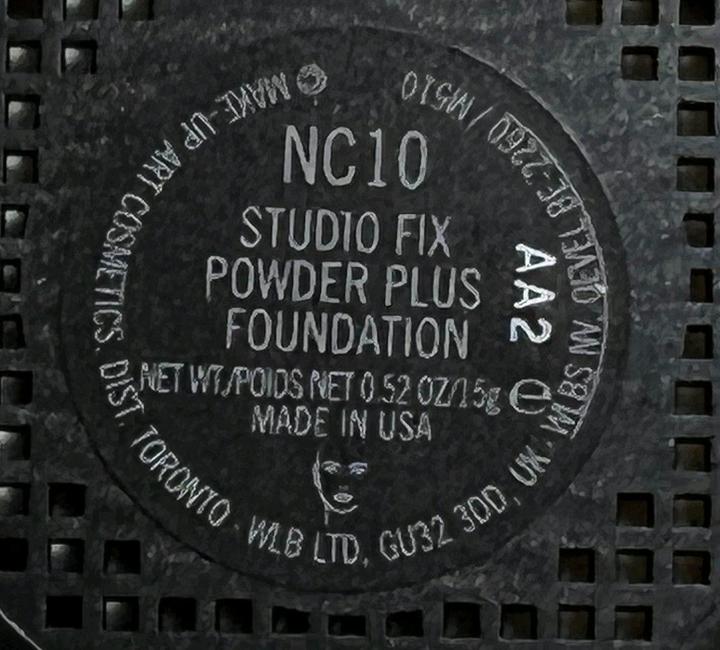 NC10
STUDIO FIX
POWDER PLUS
FOUNDATION
NET WT./POIDS NET 0.52 OZ/15g
MADE IN USA
AA2
MAKE-UP ART COSMETICS, DIST. TORONTO · WLB LTD, GU32 3DD, UK · WLBS NV, OEVEL BE-2260 / M510